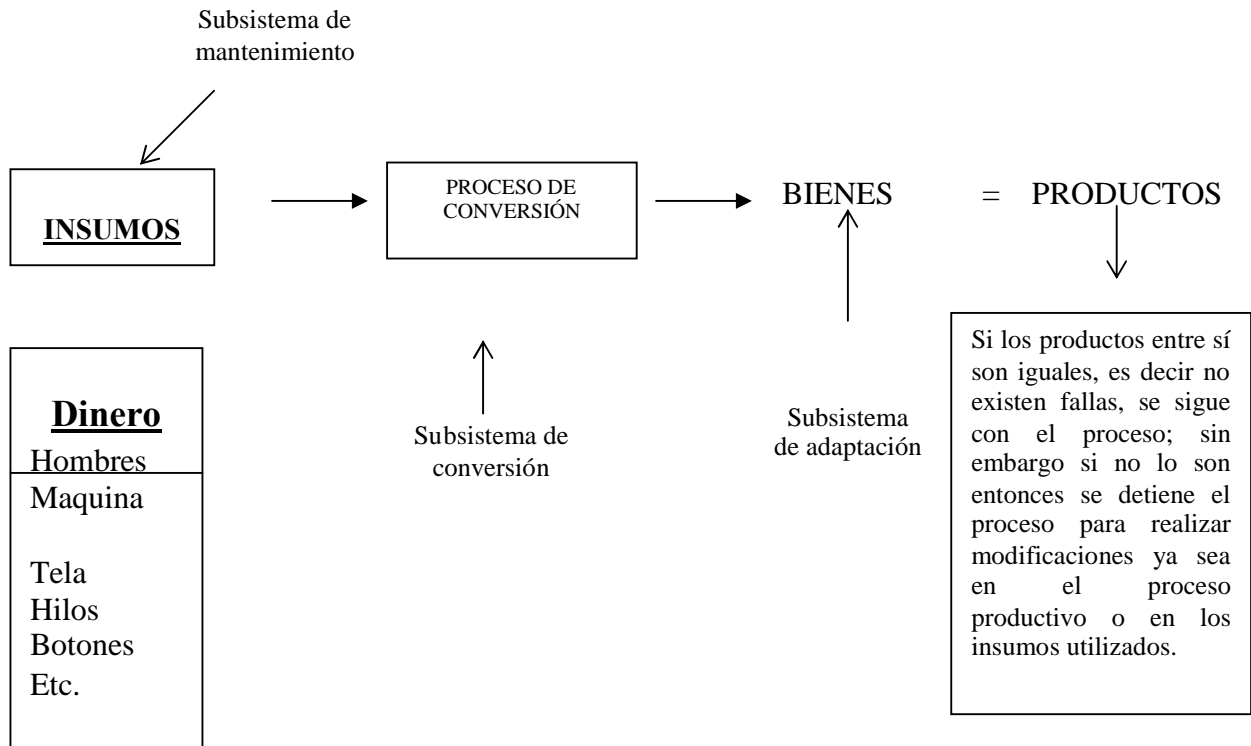 Subsistema de
mantenimiento
INSUMOS
PROCESO DE
CONVERSIÓN
BIENES = PRODUCTOS
Dinero
Hombres
Maquina
Tela
Hilos
Botones
Etc.
Subsistema de
conversión
Subsistema
de adaptación
Si los productos entre sí
son iguales, es decir no
existen fallas, se sigue
con el proceso; sin
embargo si no lo son
entonces se detiene el
proceso para realizar
modificaciones ya sea
en el proceso
productivo o en los
insumos utilizados.